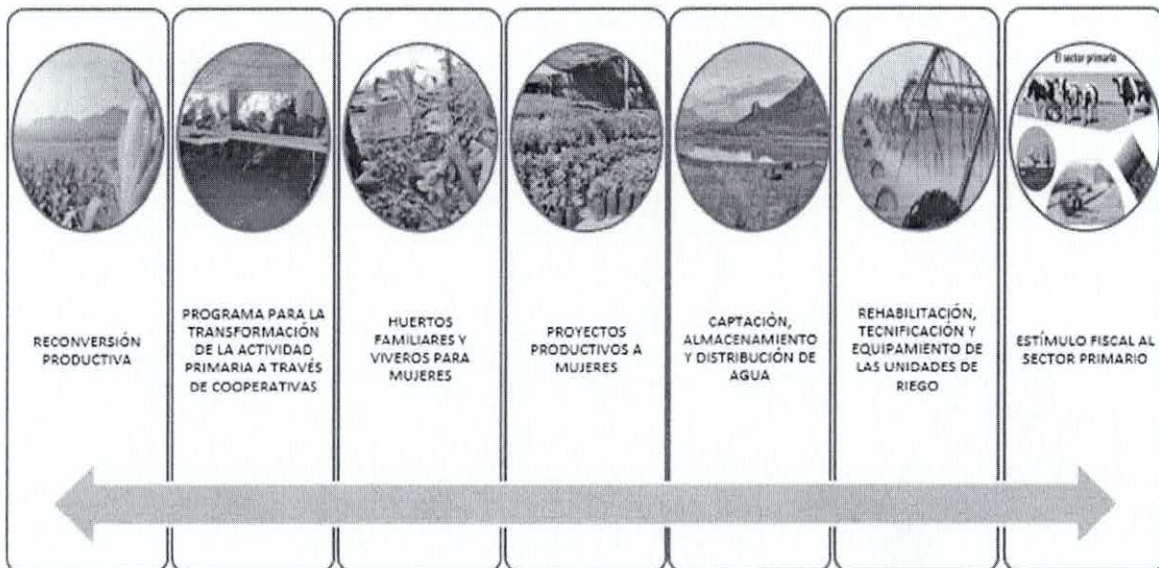 El sector primario
RECONVERSIÓN
PRODUCTIVA
PROGRAMA PARA LA
TRANSFORMACIÓN
DE LA ACTIVIDAD
PRIMARIA A TRAVÉS
DE COOPERATIVAS
HUERTOS
FAMILIARES Y
VIVEROS PARA
MUJERES
PROYECTOS
PRODUCTIVOS A
MUJERES
CAPTACIÓN,
ALMACENAMIENTO
Y DISTRIBUCIÓN DE
AGUA
REHABILITACIÓN,
TECNIFICACIÓN Y
EQUIPAMIENTO DE
LAS UNIDADES DE
RIEGO
ESTÍMULO FISCAL AL
SECTOR PRIMARIO